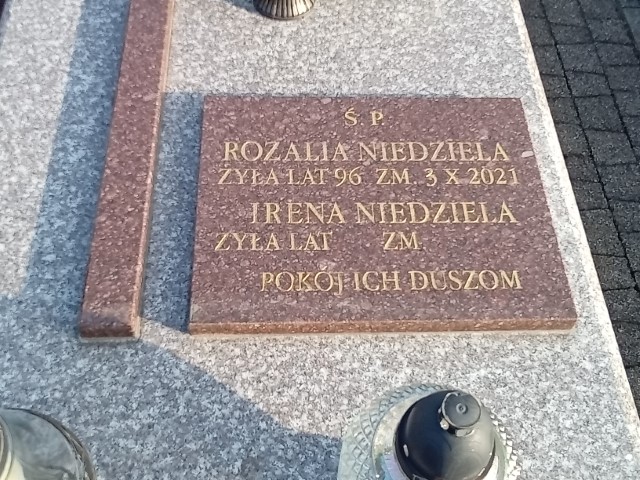 Ś P
ROZALIA NIEDZIELA
ŻYŁA LAT 96 ZM. 3 X 2021
IRENA NIEDZIELA
ŻYŁA LAT ZM.
POKÓJ ICH DUSZOM